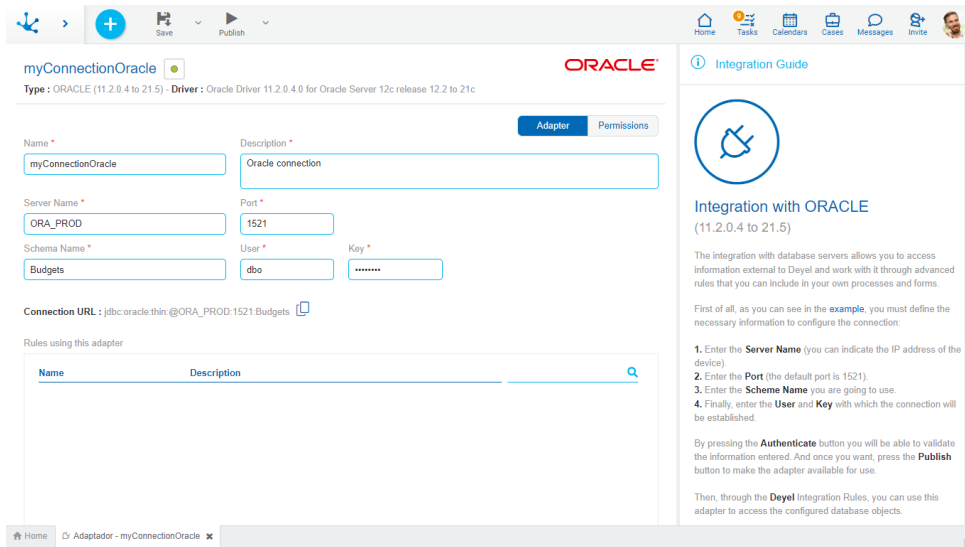 Save
Publish
9
Home
Tasks
Calendars
Cases
Messages
Invite
myConnectionOracle
ORACLE
Type : ORACLE (11.2.0.4 to 21.5) - Driver : Oracle Driver 11.2.0.4.0 for Oracle Server 12c release 12.2 to 21c
Adapter
Permissions
Name *
Description *
myConnectionOracle
Oracle connection
Server Name *
Port *
ORA_PROD
1521
Schema Name *
User *
Key *
Budgets
dbo
••••••••
Connection URL : jdbc:oracle:thin:@ORA_PROD:1521:Budgets
Rules using this adapter
Name
Description
Integration Guide
Integration with ORACLE
(11.2.0.4 to 21.5)
The integration with database servers allows you to access
information external to Deyel and work with it through advanced
rules that you can include in your own processes and forms.
First of all, as you can see in the example, you must define the
necessary information to configure the connection:
1. Enter the Server Name (you can indicate the IP address of the
device).
2. Enter the Port (the default port is 1521).
3. Enter the Scheme Name you are going to use.
4. Finally, enter the User and Key with which the connection will
be established.
By pressing the Authenticate button you will be able to validate
the information entered. And once you want, press the Publish
button to make the adapter available for use.
Then, through the Deyel Integration Rules, you can use this
adapter to access the configured database objects.
Home
Adaptador - myConnectionOracle